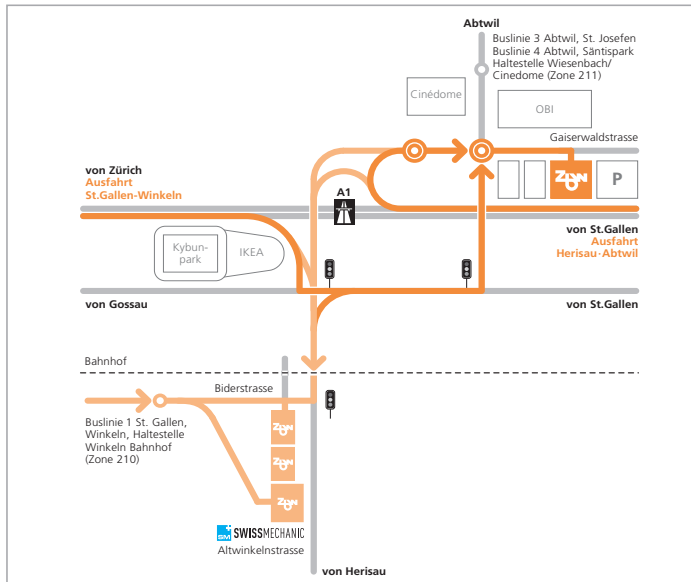 Abtwil
Buslinie 3 Abtwil, St. Josefen
Buslinie 4 Abtwil, Säntispark
Haltestelle Wiesenbach/
Cinedome (Zone 211)
Cinédome
OBI
Gaiserwaldstrasse
von Zürich
Ausfahrt
St.Gallen-Winkeln
A1
P
von St.Gallen
Ausfahrt
Herisau·Abtwil
Kybun-
park
IKEA
von Gossau
von St.Gallen
Bahnhof
Biderstrasse
Buslinie 1 St. Gallen,
Winkeln, Haltestelle
Winkeln Bahnhof
(Zone 210)
SM SWISSMECHANIC
Altwinkelnstrasse
von Herisau